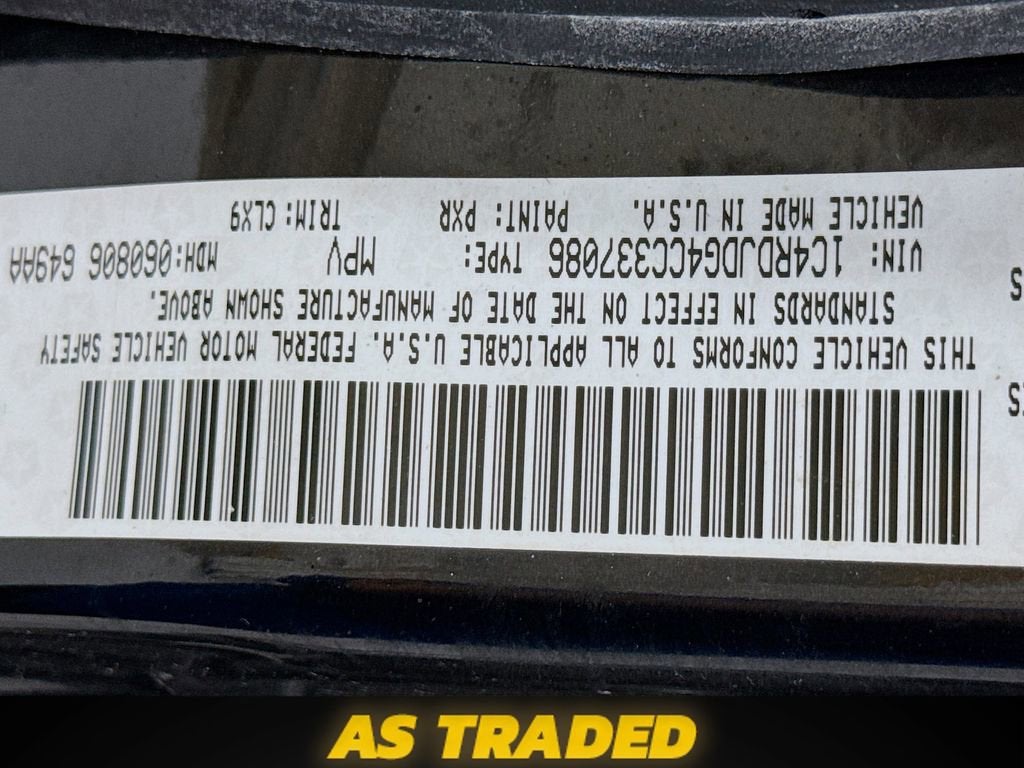 THIS VEHICLE CONFORMS TO ALL APPLICABLE U.S.A. FEDERAL MOTOR VEHICLE SAFETY
STANDARDS IN EFFECT ON THE DATE OF MANUFACTURE SHOWN ABOVE.
VIN: 1C4RDJDG4CC337086 TYPE: MPV MDH:060806 649AA
VEHICLE MADE IN U.S.A. PAINT: PXR TRIM: CLX9
AS TRADED